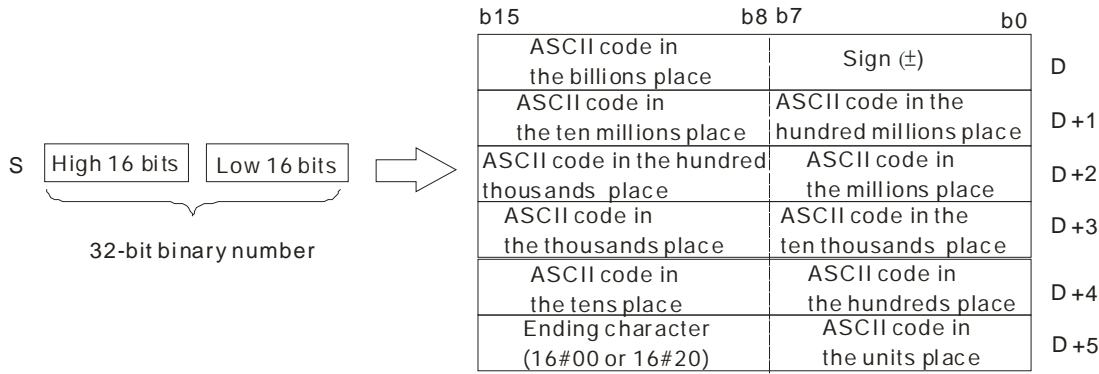 b15 b8 b7 b0
ASCII code in
the billions place
Sign (±)
D
ASCII code in
the ten millions place
ASCII code in the
hundred millions place
D+1
S
High 16 bits
Low 16 bits
ASCII code in the hundred
thousands place
ASCII code in
the millions place
D+2
32-bit binary number
ASCII code in
the thousands place
ASCII code in the
ten thousands place
D+3
ASCII code in
the tens place
ASCII code in
the hundreds place
D+4
Ending character
(16#00 or 16#20)
ASCII code in
the units place
D+5